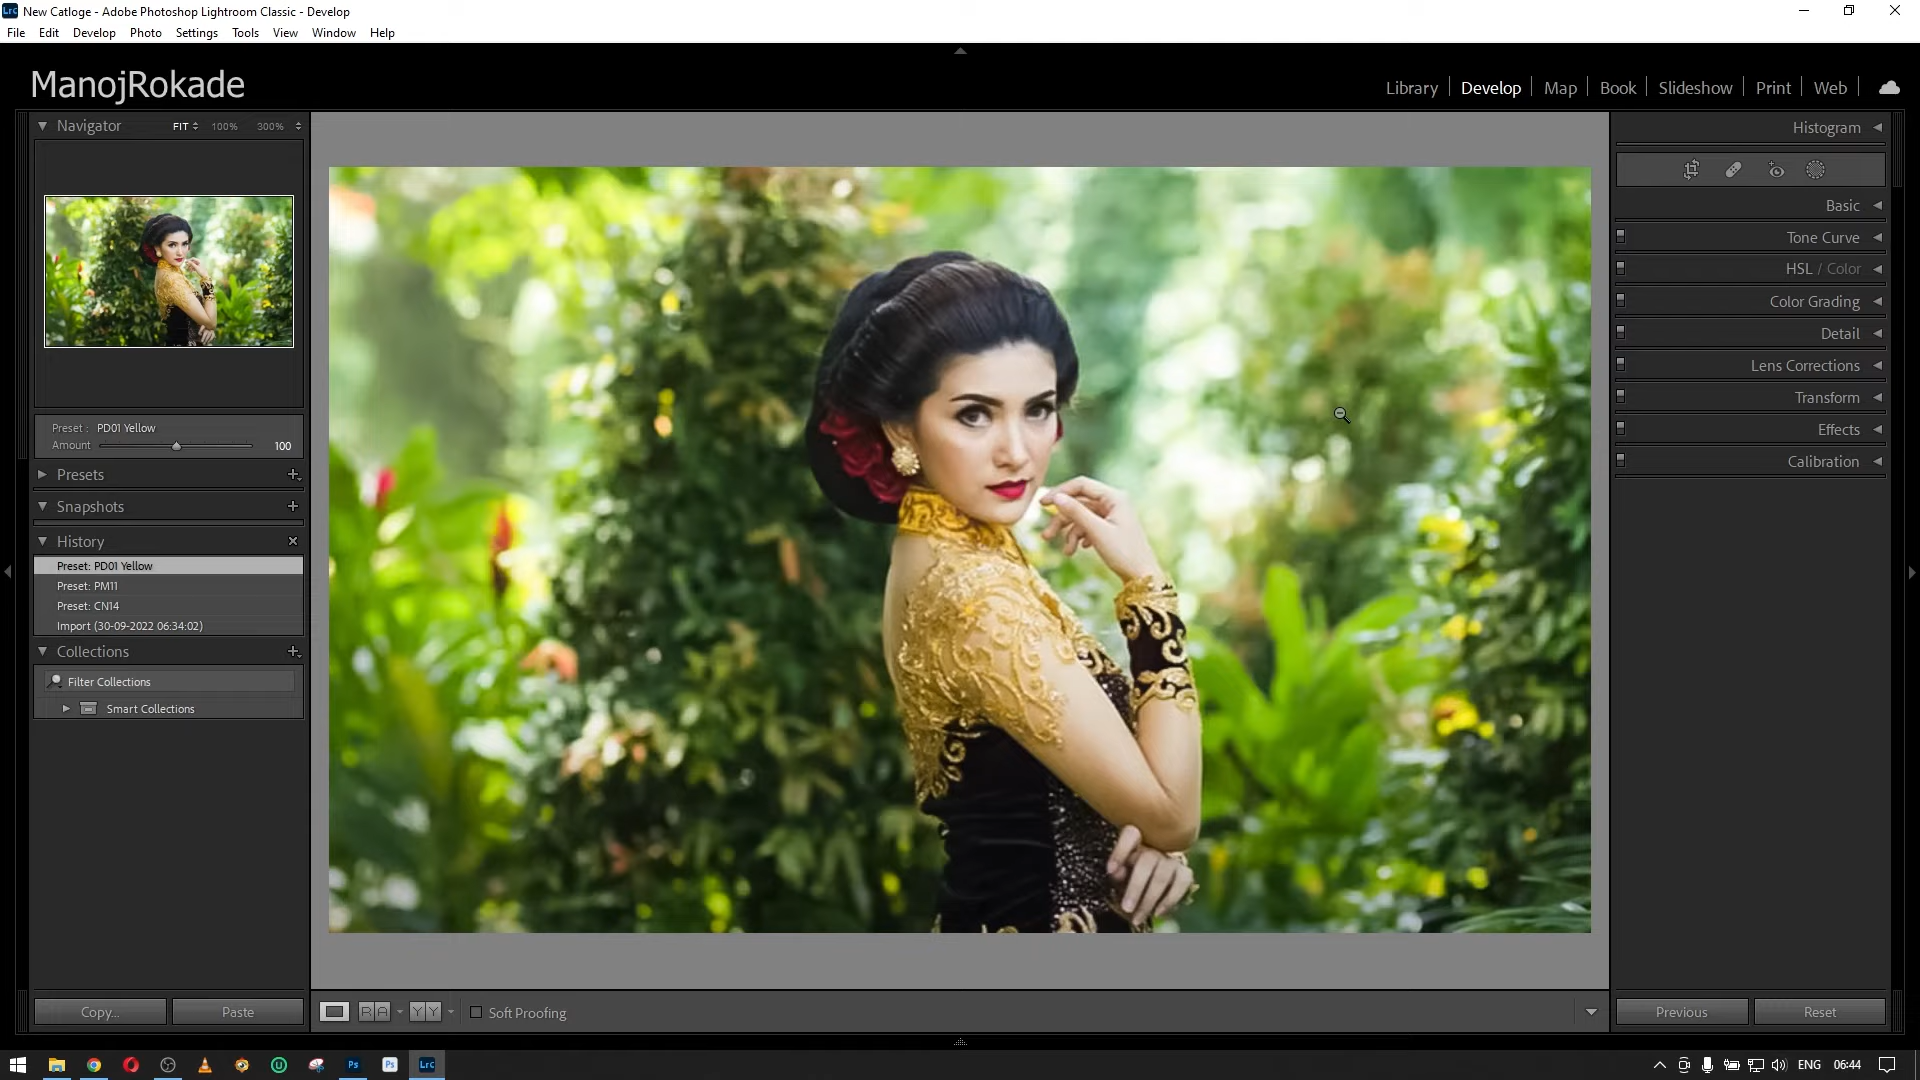 New Catloge - Adobe Photoshop Lightroom Classic - Develop
File Edit Develop Photo Settings Tools View Window Help
ManojRokade
Library Develop Map Book Slideshow Print Web
Navigator FIT 100% 300%
Histogram
Basic
Tone Curve
HSL / Color
Color Grading
Detail
Lens Corrections
Transform
Effects
Calibration
Preset : PD01 Yellow
Amount 100
Presets
Snapshots
History
Preset: PD01 Yellow
Preset: PM11
Preset: CN14
Import (30-09-2022 06:34:02)
Collections
Filter Collections
Smart Collections
Copy... Paste
R A Y Y Soft Proofing
Previous Reset
Ps Ps Lrc
ENG 06:44